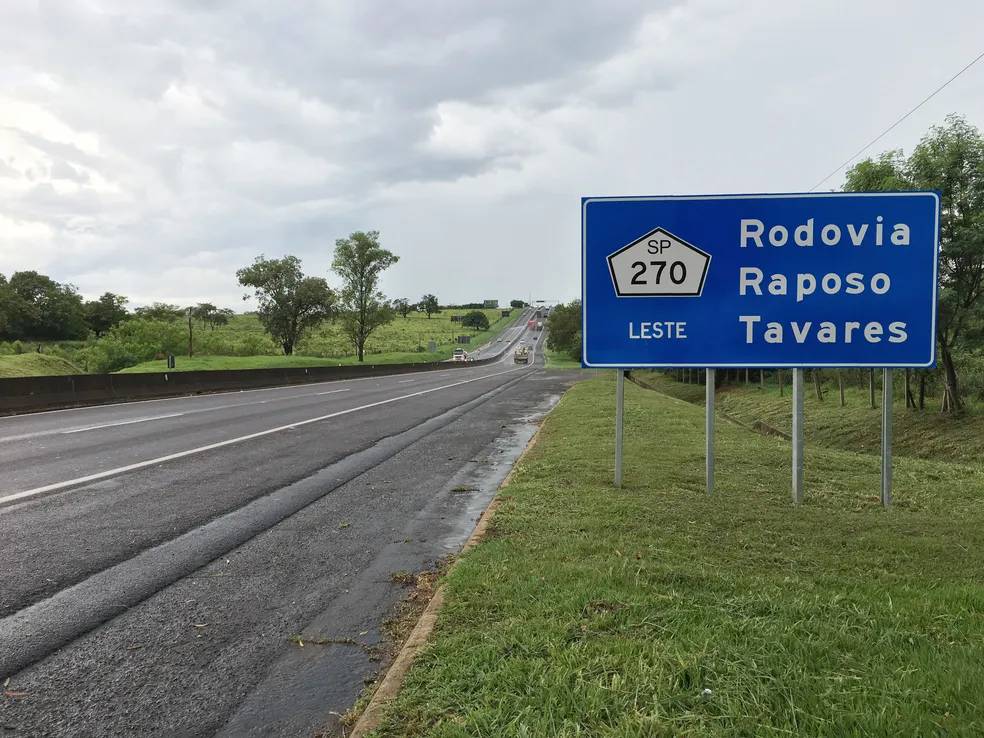 SP
270
LESTE
Rodovia
Raposo
Tavares